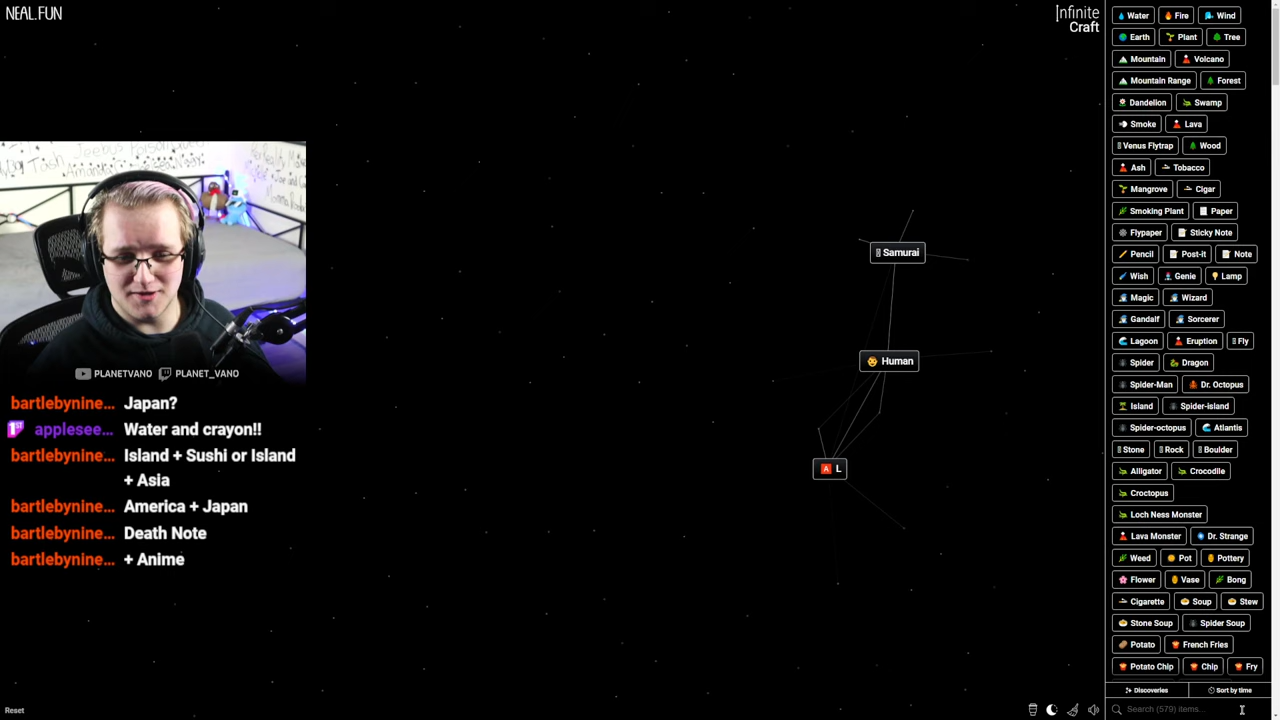 NEAL.FUN
Infinite
Craft
Water
Fire
Wind
Earth
Plant
Tree
Mountain
Volcano
Mountain Range
Forest
Dandelion
Swamp
Smoke
Lava
Venus Flytrap
Wood
Ash
Tobacco
Mangrove
Cigar
Smoking Plant
Paper
Flypaper
Sticky Note
Pencil
Post-it
Note
Wish
Genie
Lamp
Magic
Wizard
Gandalf
Sorcerer
Lagoon
Eruption
Fly
Spider
Dragon
Spider-Man
Dr. Octopus
Island
Spider-island
Spider-octopus
Atlantis
Stone
Rock
Boulder
Alligator
Crocodile
Croctopus
Loch Ness Monster
Lava Monster
Dr. Strange
Weed
Pot
Pottery
Flower
Vase
Bong
Cigarette
Soup
Stew
Stone Soup
Spider Soup
Potato
French Fries
Potato Chip
Chip
Fry
Discoveries
Sort by time
Search (579) items...
Samurai
Human
A L
PLANETVANO PLANET_VANO
bartlebynine... Japan?
1ST applesee... Water and crayon!!
bartlebynine... Island + Sushi or Island
+ Asia
bartlebynine... America + Japan
bartlebynine... Death Note
bartlebynine... + Anime
Reset